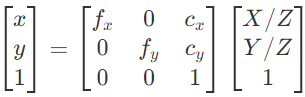 [x] = [f_x 0 c_x] [X/Z]
[y] = [0 f_y c_y] [Y/Z]
[1] = [0 0 1] [1]